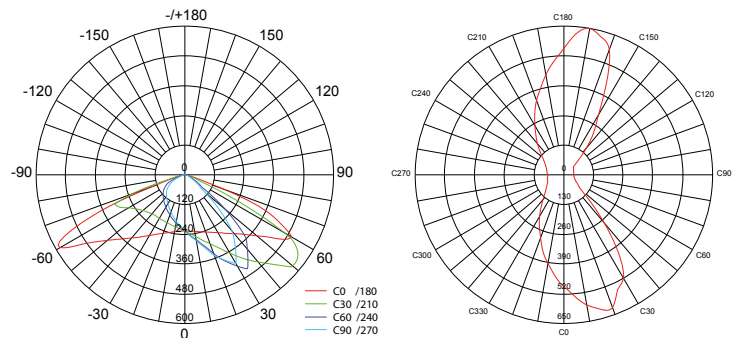 -/+180
-150 150
-120 120
-90 90
-60 60
-30 30
0
0
120
240
360
480
600
C0 /180
C30 /210
C60 /240
C90 /270
C180
C210 C150
C240 C120
C270 C90
C300 C60
C330 C30
C0
0
130
260
390
520
650